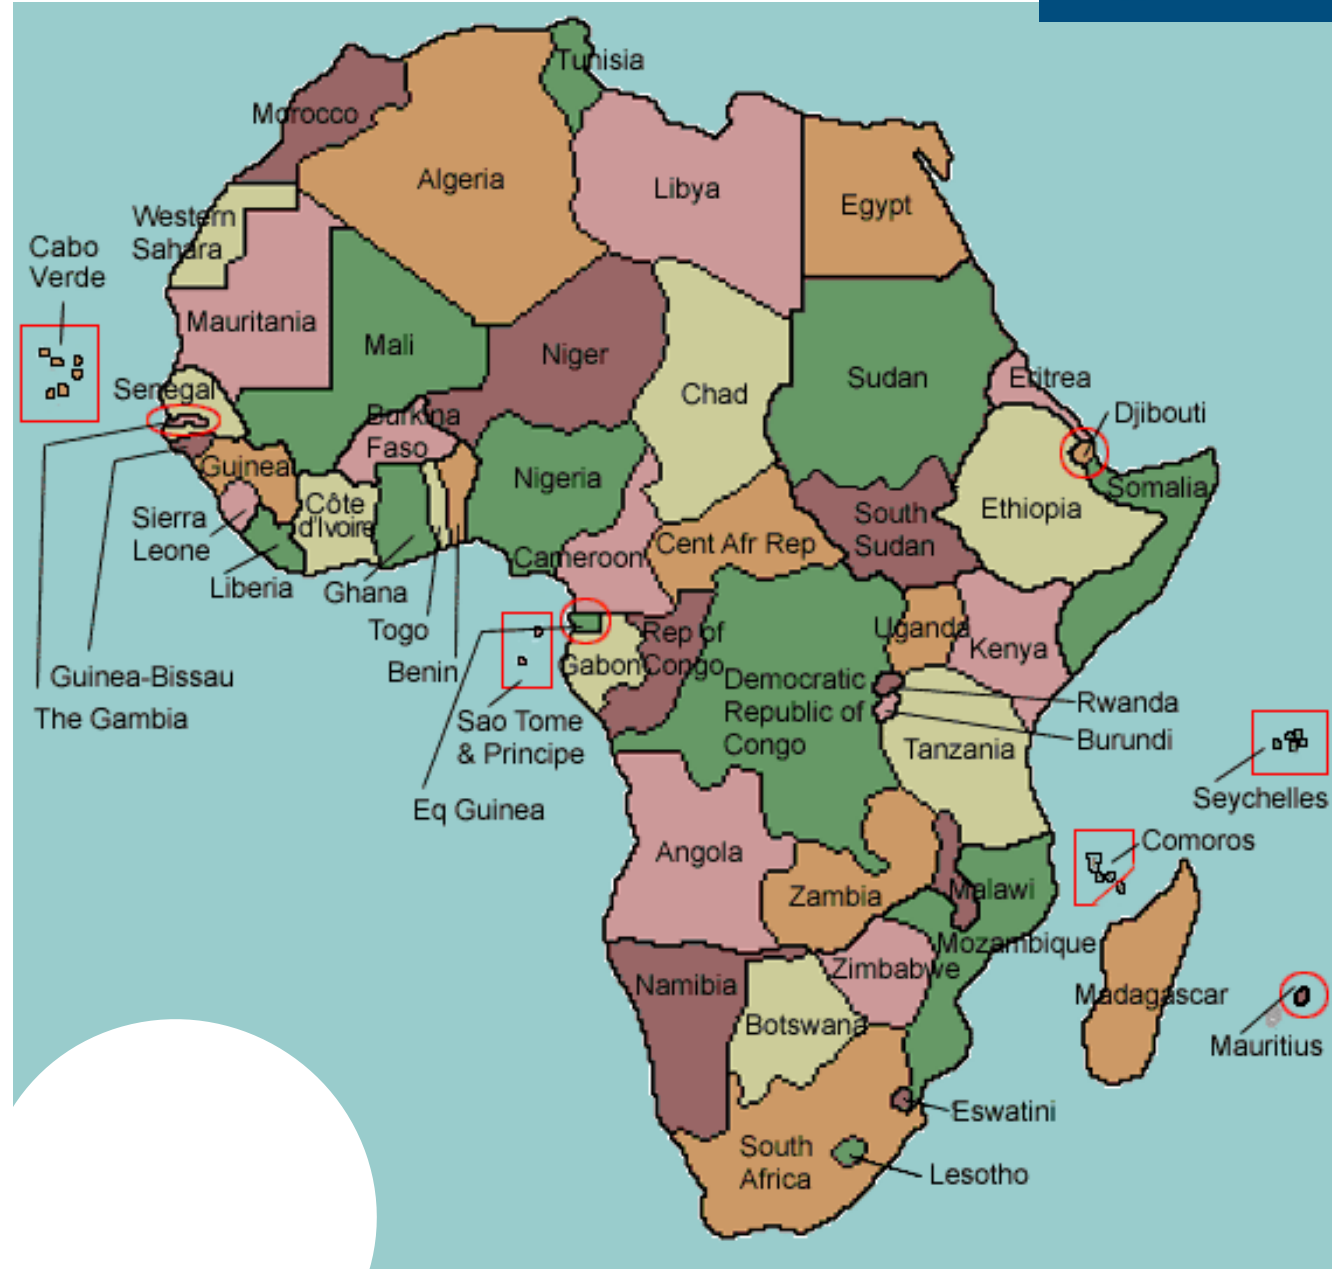 Tunisia
Morocco
Algeria
Libya
Egypt
Western
Sahara
Cabo
Verde
Mauritania
Mali
Niger
Chad
Sudan
Eritrea
Senegal
Burkina
Faso
Djibouti
Guinea
Nigeria
Somalia
Côte
d'Ivoire
Ethiopia
South
Sudan
Sierra
Leone
Cameroon
Cent Afr Rep
Liberia
Ghana
Togo
Benin
Uganda
Kenya
Rep of
Congo
Gabon
Guinea-Bissau
The Gambia
Democratic
Republic of
Congo
Rwanda
Burundi
Sao Tome
& Principe
Tanzania
Eq Guinea
Seychelles
Comoros
Angola
Zambia
Malawi
Mozambique
Zimbabwe
Namibia
Madagascar
Botswana
Mauritius
Eswatini
South
Africa
Lesotho